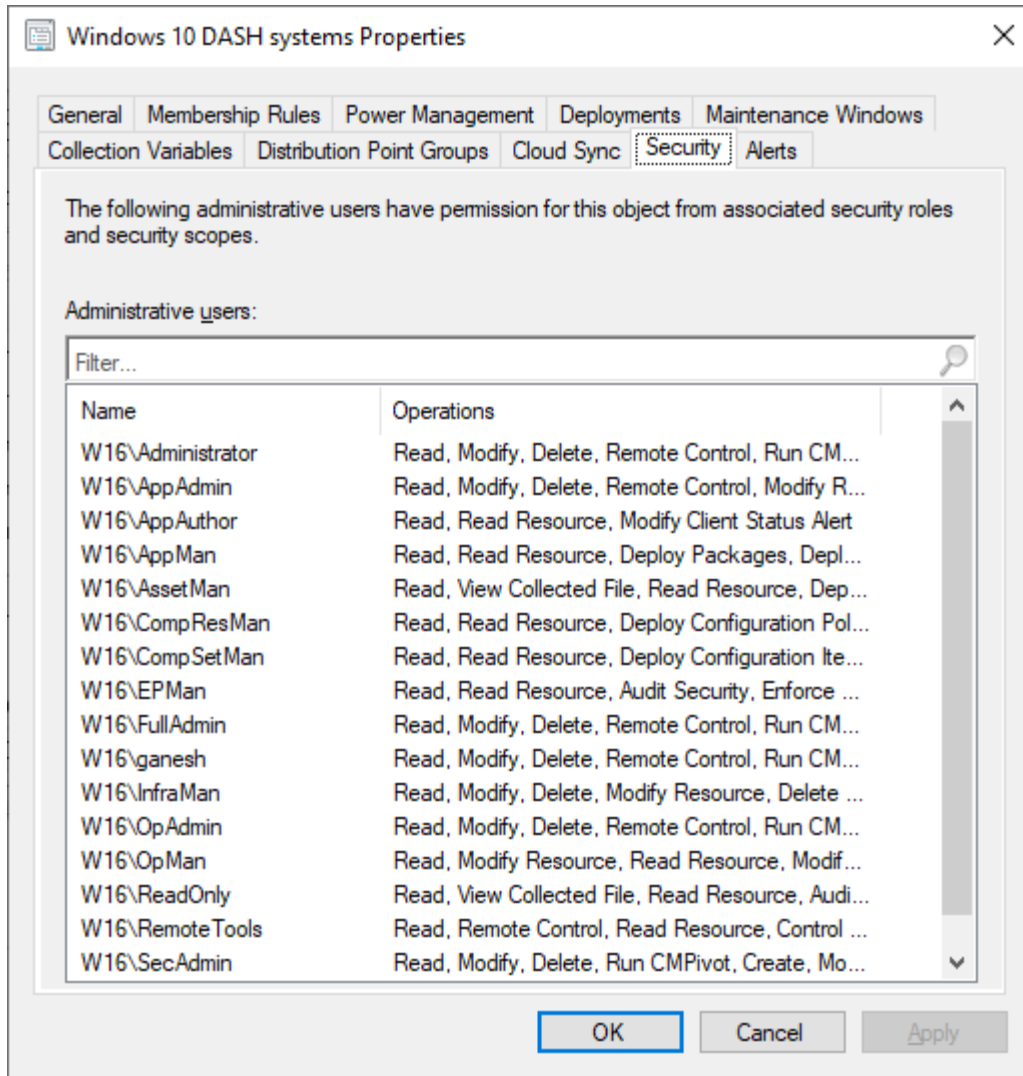 Windows 10 DASH systems Properties
General Membership Rules Power Management Deployments Maintenance Windows
Collection Variables Distribution Point Groups Cloud Sync Security Alerts
The following administrative users have permission for this object from associated security roles
and security scopes.
Administrative users:
Filter...
Name Operations
W16\Administrator Read, Modify, Delete, Remote Control, Run CM...
W16\AppAdmin Read, Modify, Delete, Remote Control, Modify R...
W16\AppAuthor Read, Read Resource, Modify Client Status Alert
W16\AppMan Read, Read Resource, Deploy Packages, Depl...
W16\AssetMan Read, View Collected File, Read Resource, Dep...
W16\CompResMan Read, Read Resource, Deploy Configuration Pol...
W16\CompSetMan Read, Read Resource, Deploy Configuration Ite...
W16\EPMan Read, Read Resource, Audit Security, Enforce ...
W16\FullAdmin Read, Modify, Delete, Remote Control, Run CM...
W16\ganesh Read, Modify, Delete, Remote Control, Run CM...
W16\InfraMan Read, Modify, Delete, Modify Resource, Delete ...
W16\OpAdmin Read, Modify, Delete, Remote Control, Run CM...
W16\OpMan Read, Modify Resource, Read Resource, Modif...
W16\ReadOnly Read, View Collected File, Read Resource, Audi...
W16\RemoteTools Read, Remote Control, Read Resource, Control ...
W16\SecAdmin Read, Modify, Delete, Run CMPivot, Create, Mo...
OK Cancel Apply